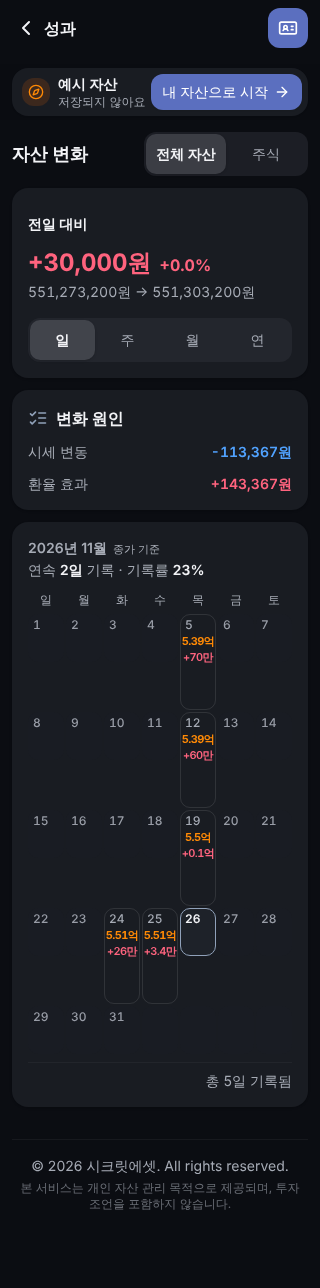 성과
예시 자산
저장되지 않아요
내 자산으로 시작 →
자산 변화
전체 자산 주식
전일 대비
+30,000원 +0.0%
551,273,200원 → 551,303,200원
일 주 월 연
변화 원인
시세 변동 -113,367원
환율 효과 +143,367원
2026년 11월 종가 기준
연속 2일 기록 · 기록률 23%
일 월 화 수 목 금 토
1 2 3 4 5 6 7
5.39억
+70만
8 9 10 11 12 13 14
5.39억
+60만
15 16 17 18 19 20 21
5.5억
+0.1억
22 23 24 25 26 27 28
5.51억 5.51억
+26만 +3.4만
29 30 31
총 5일 기록됨
© 2026 시크릿에셋. All rights reserved.
본 서비스는 개인 자산 관리 목적으로 제공되며, 투자
조언을 포함하지 않습니다.